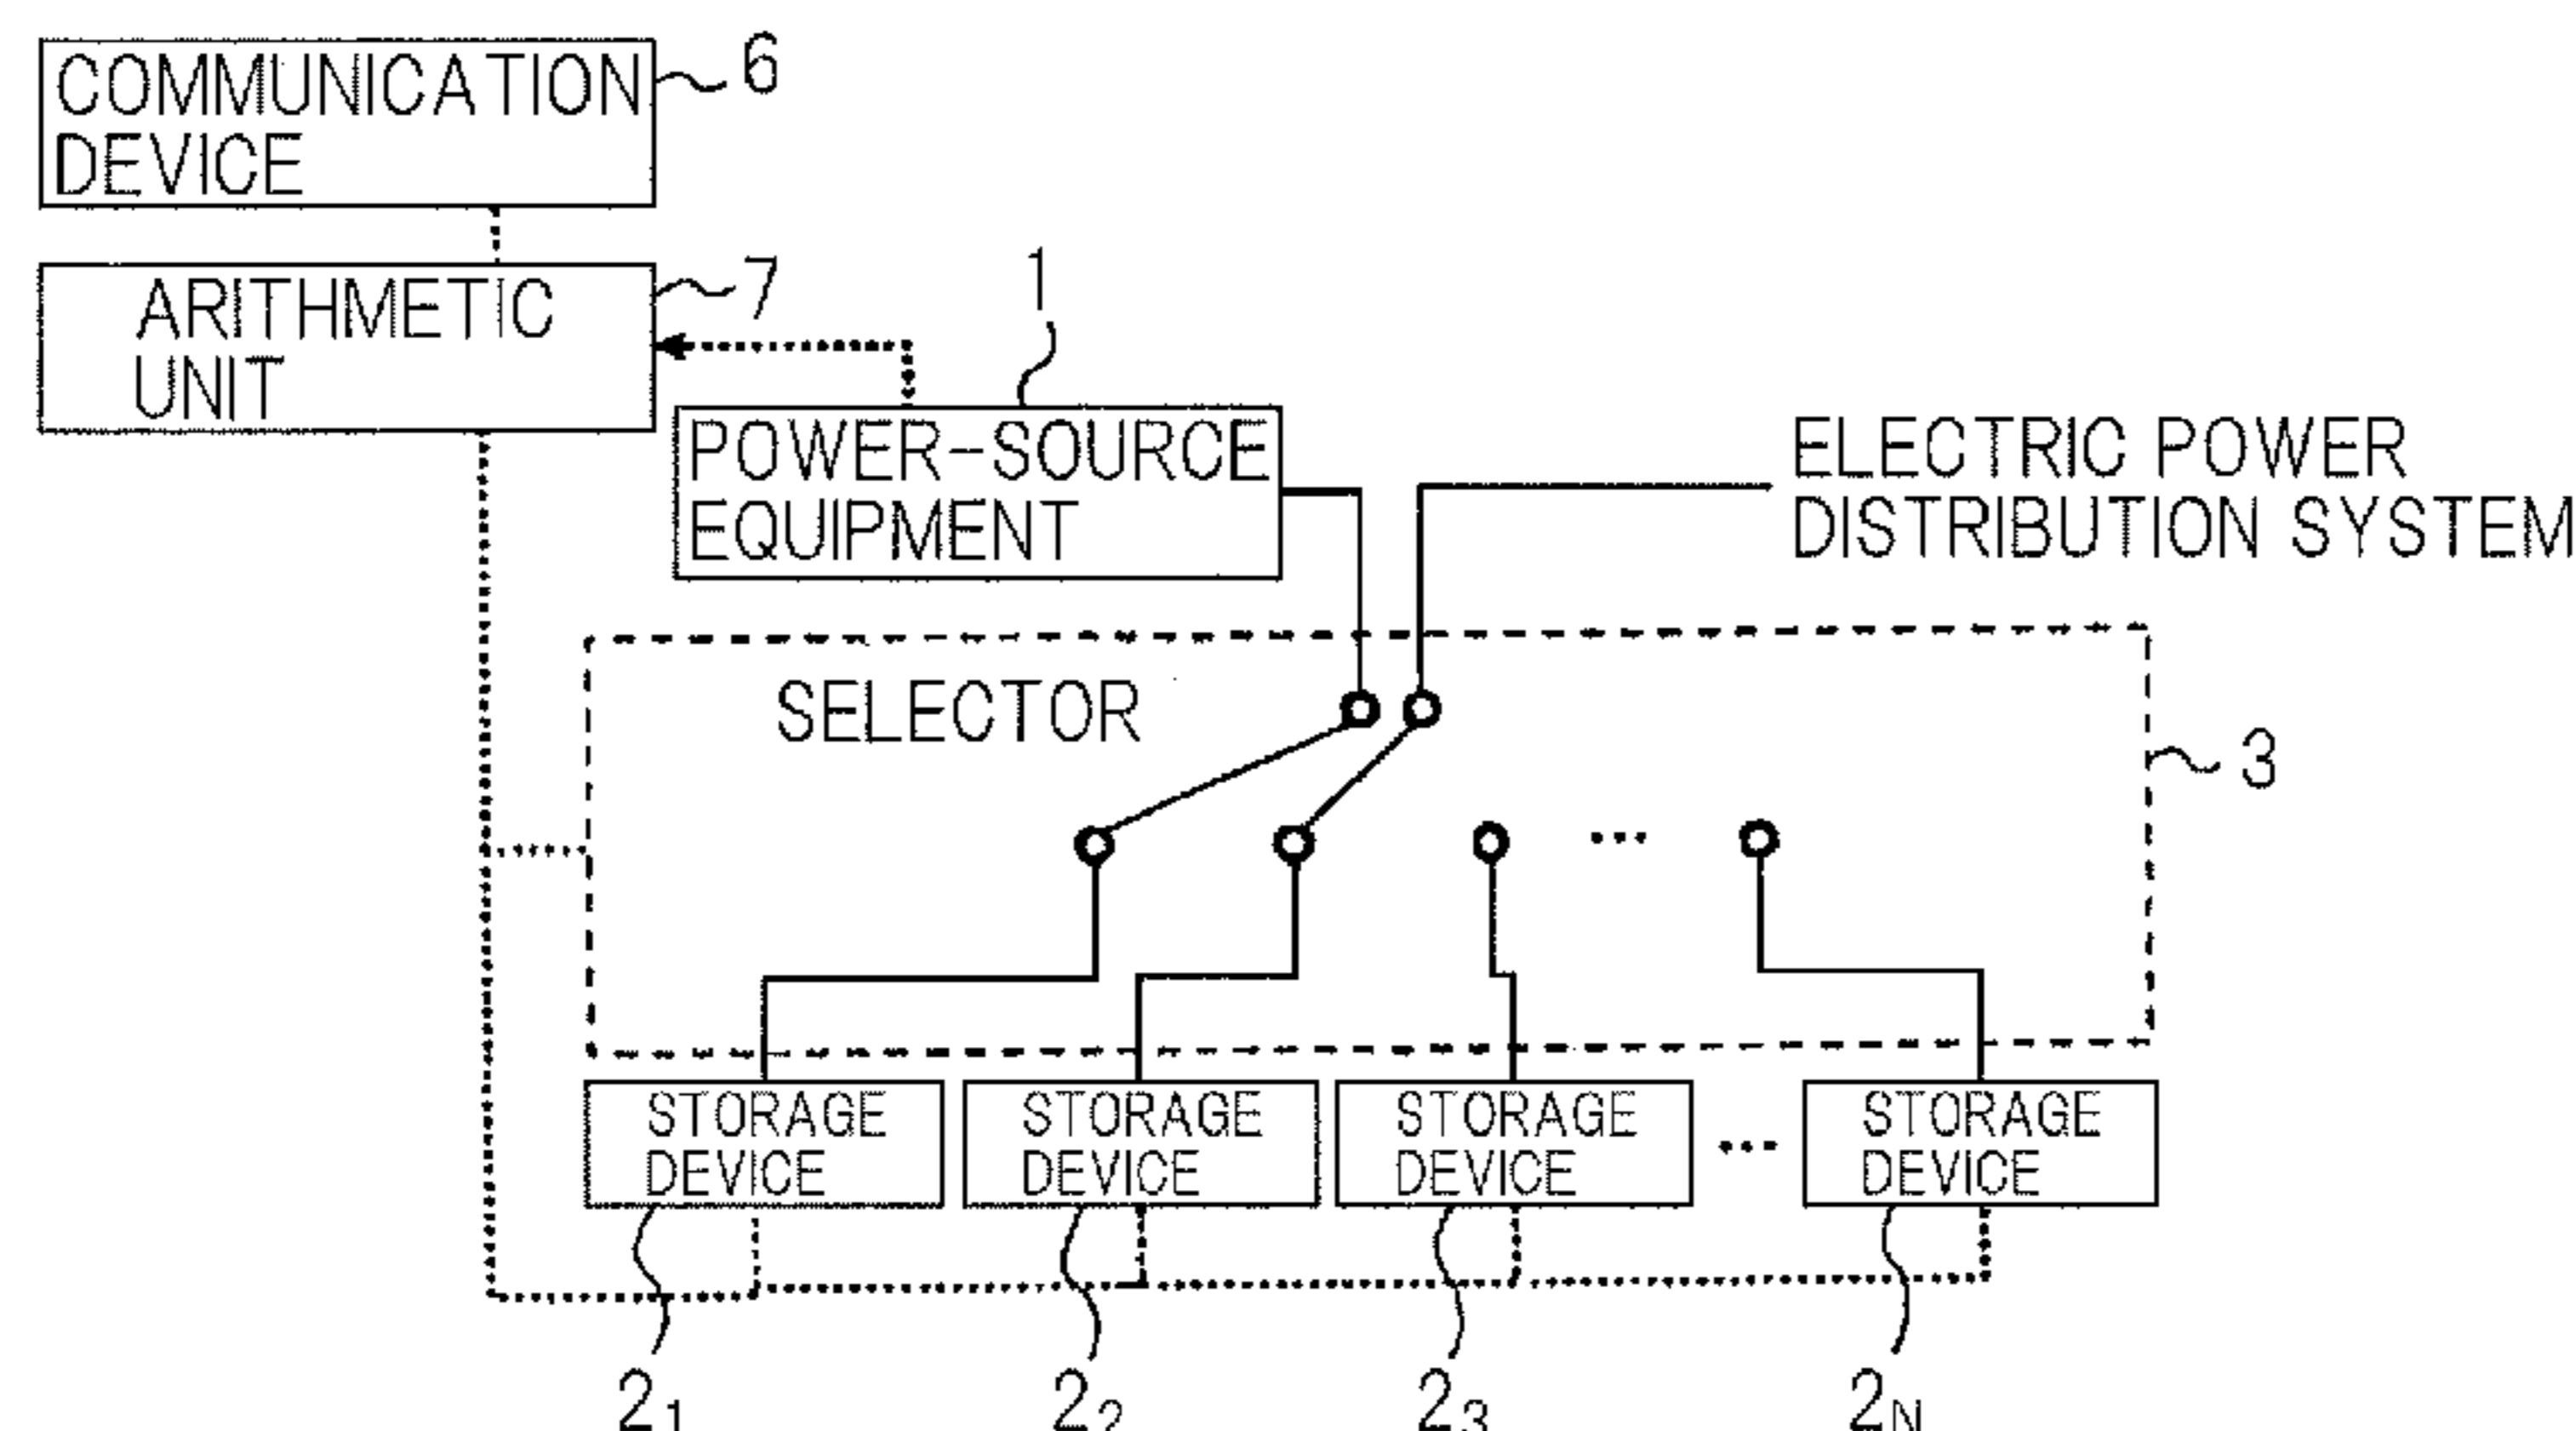 COMMUNICATION
DEVICE
6
ARITHMETIC
UNIT
7
1
POWER-SOURCE
EQUIPMENT
ELECTRIC POWER
DISTRIBUTION SYSTEM
SELECTOR
3
...
STORAGE
DEVICE
STORAGE
DEVICE
STORAGE
DEVICE
...
STORAGE
DEVICE
2₁ 2₂ 2₃ 2N